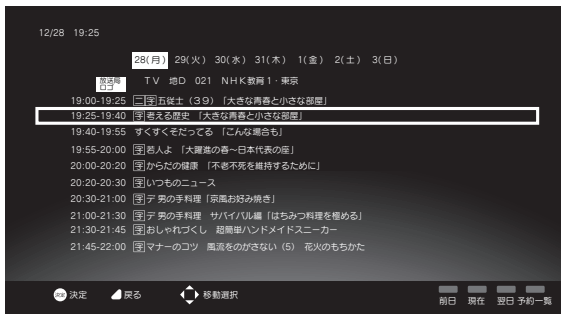 12/28 19:25
28(月) 29(火) 30(水) 31(木) 1(金) 2(土) 3(日)
放送局ロゴ TV 地D 021 NHK教育1・東京
19:00-19:25 二字五従士(39)「大きな青春と小さな部屋」
19:25-19:40 字考える歴史 「大きな青春と小さな部屋」
19:40-19:55 すくすくそだってる 「こんな場合も」
19:55-20:00 字若人よ 「大躍進の春~日本代表の座」
20:00-20:20 字からだの健康 「不老不死を維持するために」
20:20-20:30 字いつものニュース
20:30-21:00 字デ 男の手料理「京風お好み焼き」
21:00-21:30 字デ 男の手料理 サバイバル編「はちみつ料理を極める」
21:30-21:45 字おしゃれづくし 超簡単ハンドメイドスニーカー
21:45-22:00 字マナーのコツ 風流をのがさない(5) 花火のもちかた
決定 決定 戻る 移動選択 前日 現在 翌日 予約一覧